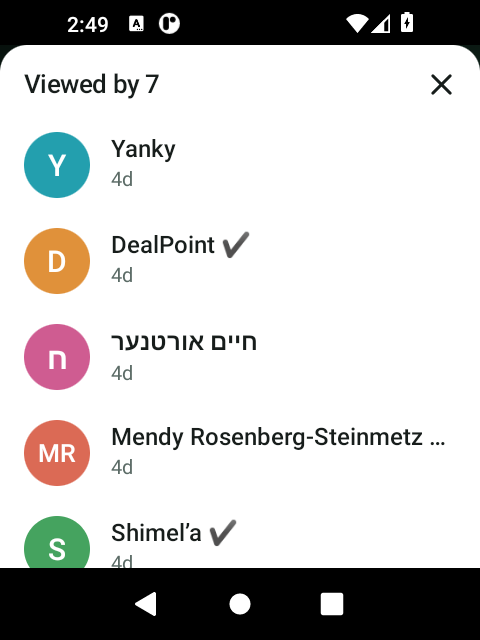 2:49
A
Viewed by 7
Y
Yanky
4d
D
DealPoint ✔
4d
ח
חיים אורטנער
4d
MR
Mendy Rosenberg-Steinmetz ...
4d
S
Shimel’a ✔
4d